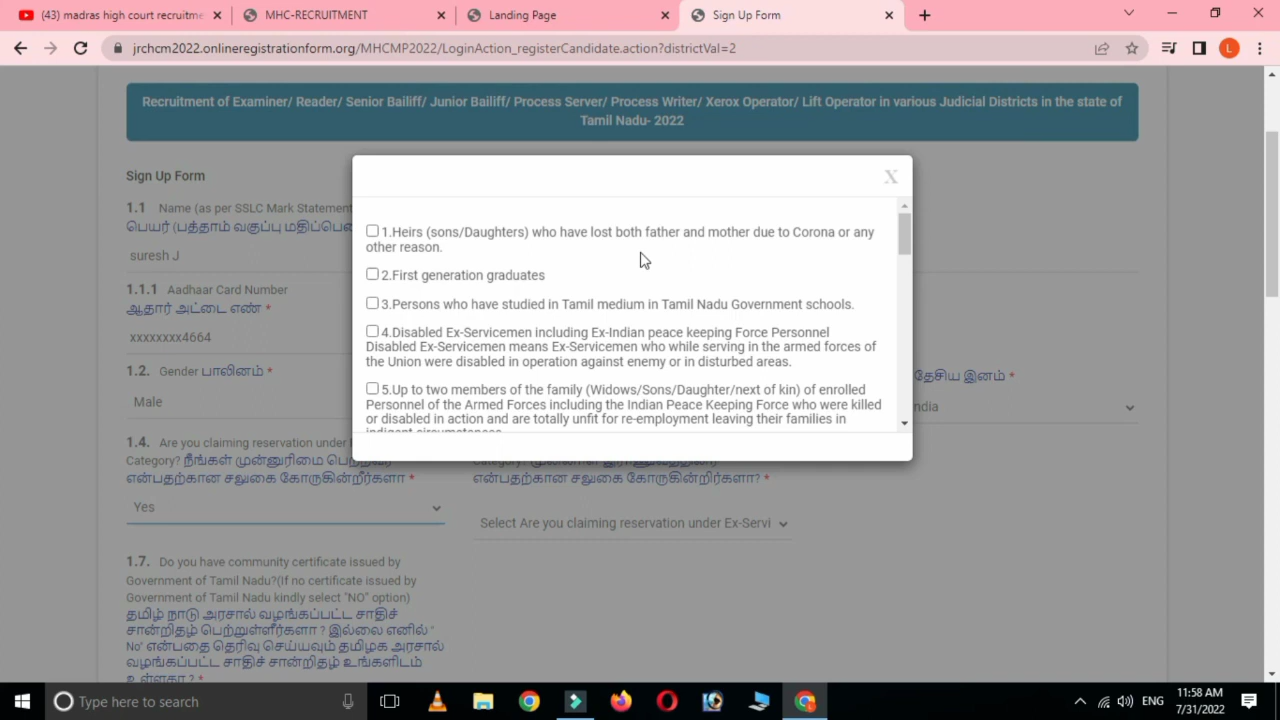 (43) madras high court recruitme
MHC-RECRUITMENT
Landing Page
Sign Up Form
jrchcm2022.onlineregistrationform.org/MHCMP2022/LoginAction_registerCandidate.action?districtVal=2
L
Recruitment of Examiner/ Reader/ Senior Bailiff/ Junior Bailiff/ Process Server/ Process Writer/ Xerox Operator/ Lift Operator in various Judicial Districts in the state of
Tamil Nadu- 2022
X
Sign Up Form
1.1 Name (as per SSLC Mark Statement
பெயர் (பத்தாம் வகுப்பு
suresh J
1.1.1 Aadhaar Card Number
ஆதார் அட்டை எண் *
xxxxxxxx4664
1.2. Gender பாலினம் *
Male
தேசிய இனம் *
ndia
1.Heirs (sons/Daughters) who have lost both father and mother due to Corona or any
other reason.
2.First generation graduates
3.Persons who have studied in Tamil medium in Tamil Nadu Government schools.
4.Disabled Ex-Servicemen including Ex-Indian peace keeping Force Personnel
Disabled Ex-Servicemen means Ex-Servicemen who while serving in the armed forces of
the Union were disabled in operation against enemy or in disturbed areas.
5.Up to two members of the family (Widows/Sons/Daughter/next of kin) of enrolled
Personnel of the Armed Forces including the Indian Peace Keeping Force who were killed
or disabled in action and are totally unfit for re-employment leaving their families in
indigent circumstances
1.4. Are you claiming reservation under
Category? நீங்கள் முன்னுரிமை பெற்றவர்
என்பதற்கான சலுகை கோருகின்றீர்களா *
Yes
என்பதற்கான சலுகை கோருகின்றிர்களா? *
Select Are you claiming reservation under Ex-Servi
1.7. Do you have community certificate issued by
Government of Tamil Nadu?(If no certificate issued by
Government of Tamil Nadu kindly select "NO" option)
தமிழ் நாடு அரசால் வழங்கப்பட்ட சாதிச்
சான்றிதழ் பெற்றுள்ளீர்களா ? இல்லை எனில் "
No' என்பதை தெரிவு செய்யவும் தமிழக அரசால்
வழங்கப்பட்ட சாதிச் சான்றிதழ் உங்களிடம்
உள்ளதா ? *
Type here to search
ENG
11:58 AM
7/31/2022